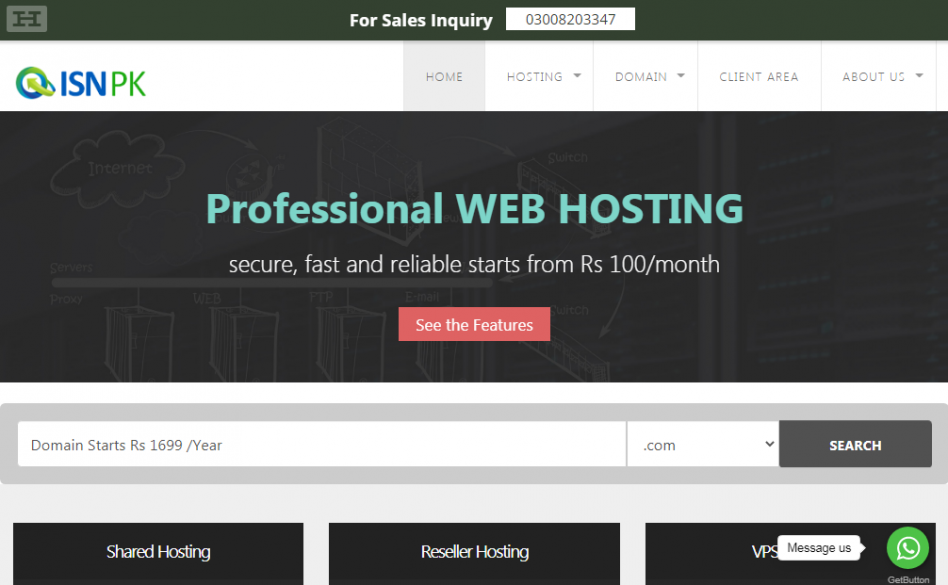 For Sales Inquiry 03008203347
ISNPK
HOME HOSTING DOMAIN CLIENT AREA ABOUT US
Internet
Switch
Professional WEB HOSTING
secure, fast and reliable starts from Rs 100/month
Servers
Proxy WEB FTP E-mail
Switch
See the Features
Domain Starts Rs 1699 /Year .com SEARCH
Shared Hosting Reseller Hosting VPS
Message us
GetButton